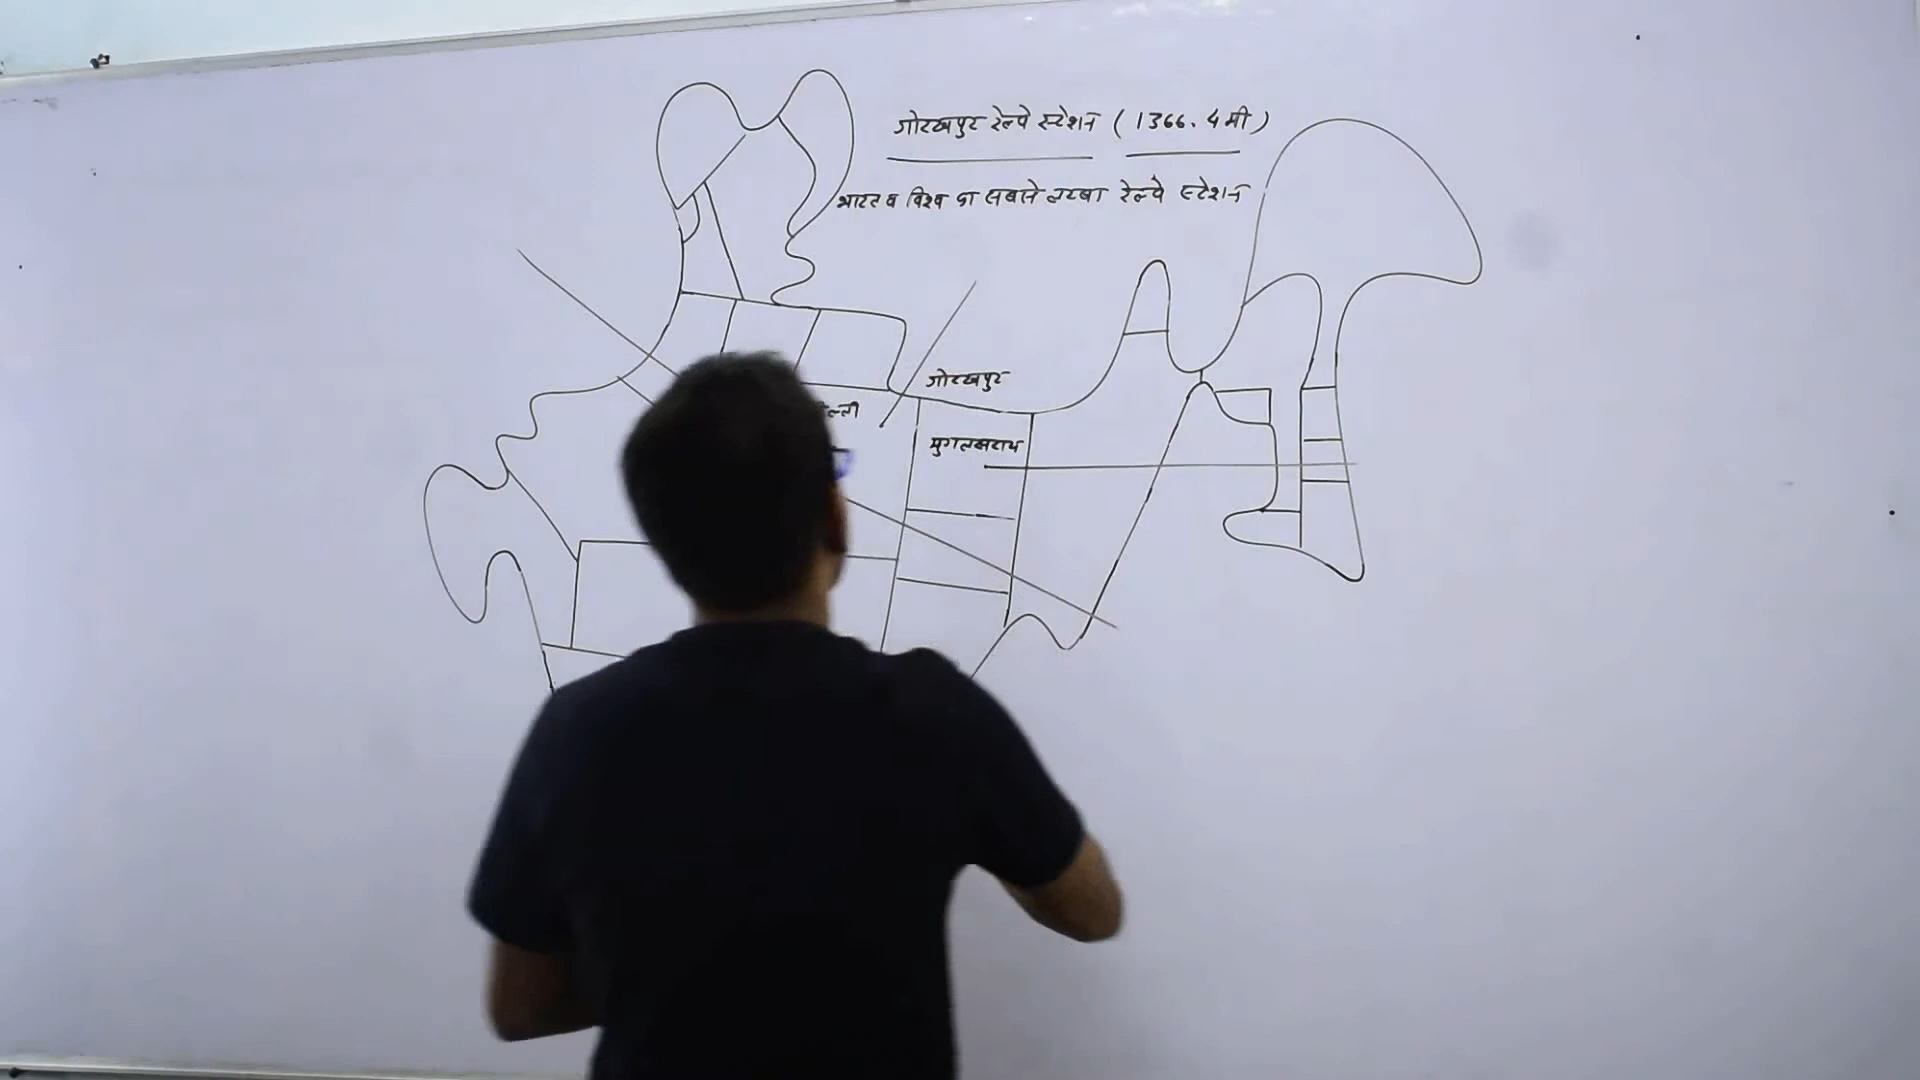 गोरखपुर रेल्वे स्टेशन ( 1366.4 मी )
भारत व विश्व का सबसे लम्बा रेल्वे स्टेशन
गोरखपुर
मुगलसराय